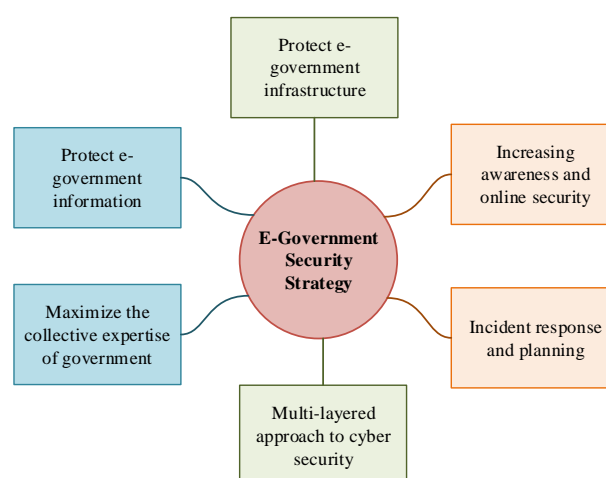 Protect e-
government
infrastructure
Protect e-
government
information
Increasing
awareness and
online security
E-Government
Security
Strategy
Maximize the
collective expertise
of government
Incident response
and planning
Multi-layered
approach to cyber
security